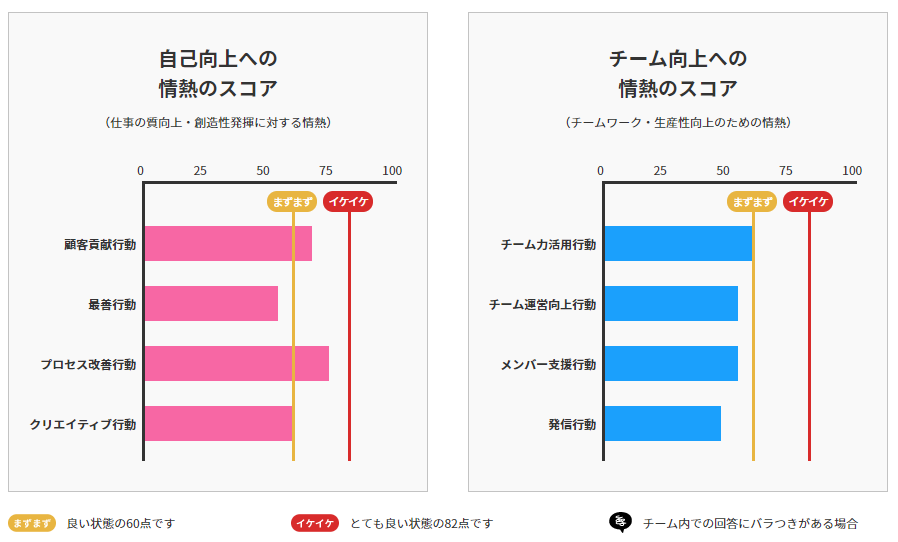 自己向上への
情熱のスコア
（仕事の質向上・創造性発揮に対する情熱）
0 25 50 75 100
まずまず イケイケ
顧客貢献行動
最善行動
プロセス改善行動
クリエイティブ行動
チーム向上への
情熱のスコア
（チームワーク・生産性向上のための情熱）
0 25 50 75 100
まずまず イケイケ
チーム力活用行動
チーム運営向上行動
メンバー支援行動
発信行動
まずまず 良い状態の60点です
イケイケ とても良い状態の82点です
チーム内での回答にバラつきがある場合